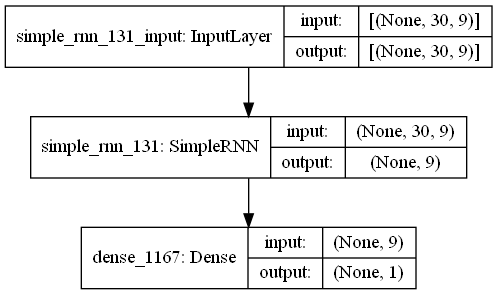 simple_rnn_131_input: InputLayer
input: [(None, 30, 9)]
output: [(None, 30, 9)]
simple_rnn_131: SimpleRNN
input: (None, 30, 9)
output: (None, 9)
dense_1167: Dense
input: (None, 9)
output: (None, 1)